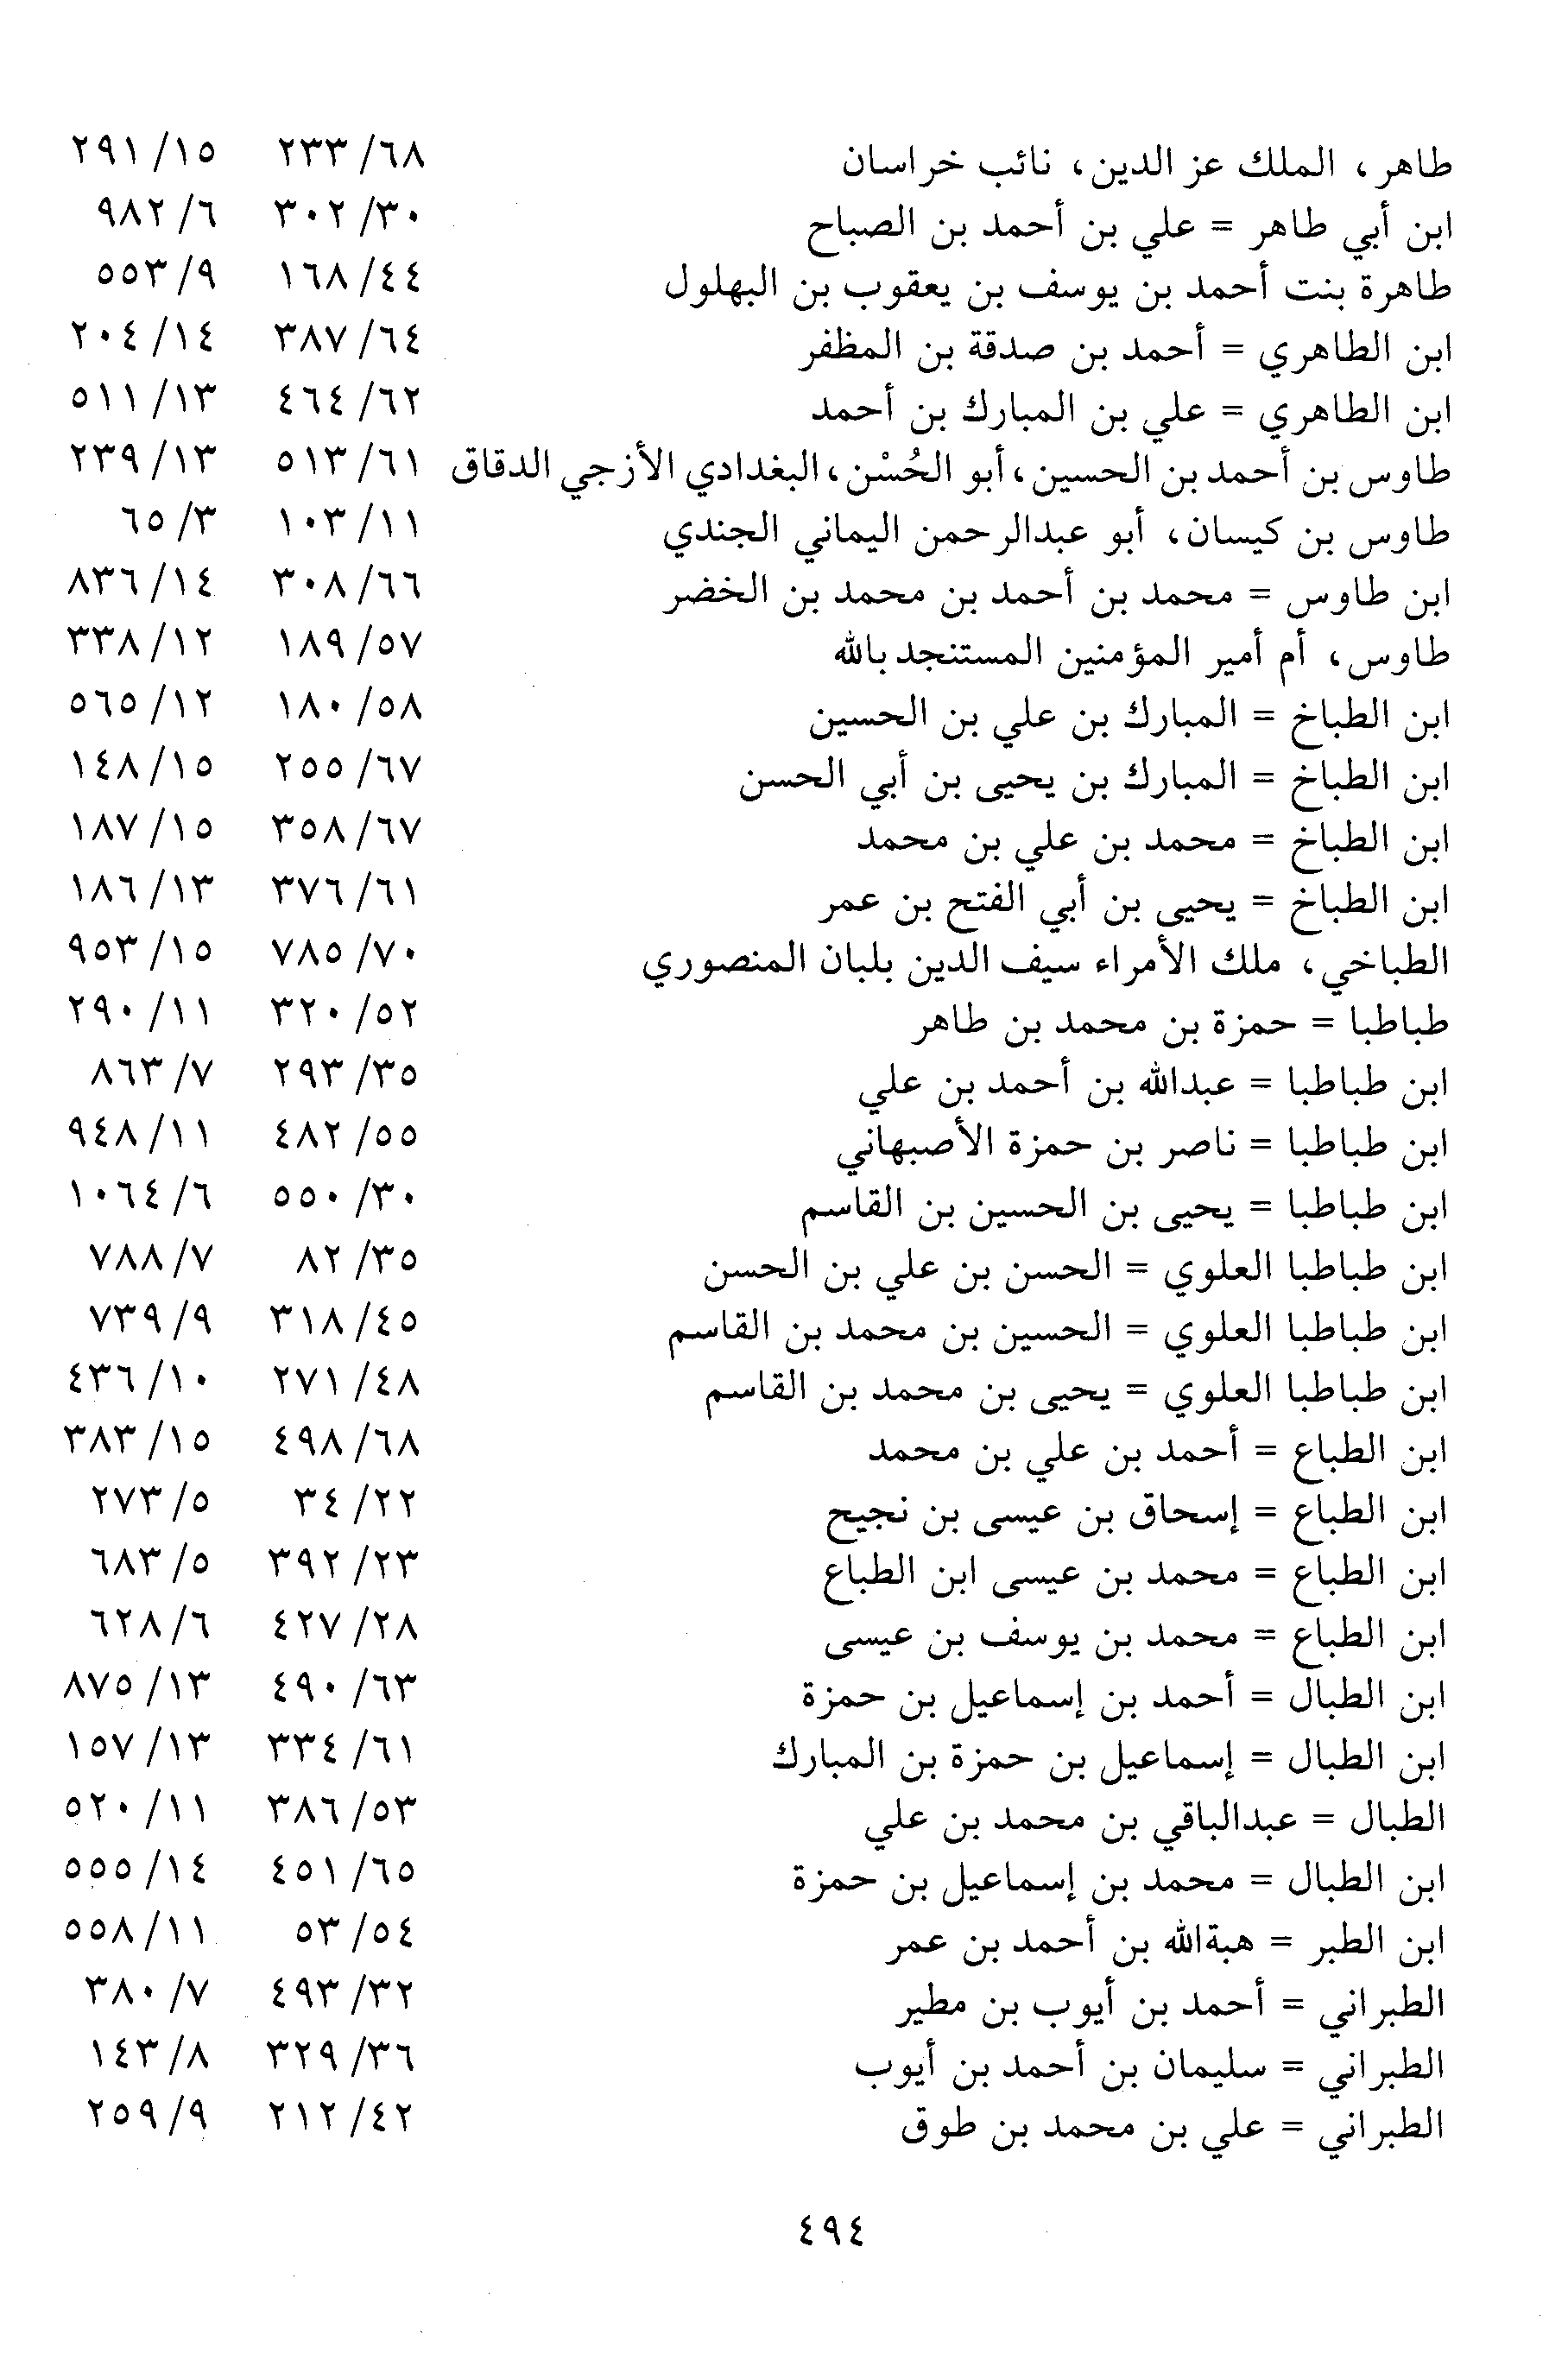 طاهر، الملك عز الدين، نائب خراسان ٦٨/ ٢٣٣ ١٥/ ٢٩١
ابن أبي طاهر = علي بن أحمد بن الصباح ٣٠/ ٣٠٢ ٦/ ٩٨٢
طاهرة بنت أحمد بن يوسف بن يعقوب بن البهلول ٤٤/ ١٦٨ ٩/ ٥٥٣
ابن الطاهري = أحمد بن صدقة بن المظفر ٦٤/ ٣٨٧ ١٤/ ٢٠٤
ابن الطاهري = علي بن المبارك بن أحمد ٦٢/ ٤٦٤ ١٣/ ٥١١
طاوس بن أحمد بن الحسين، أبو الحُسْن، البغدادي الأزجي الدقاق ٦١/ ٥١٣ ١٣/ ٢٣٩
طاوس بن كيسان، أبو عبدالرحمن اليماني الجندي ١١/ ١٠٣ ٣/ ٦٥
ابن طاوس = محمد بن أحمد بن محمد بن الخضر ٦٦/ ٣٠٨ ١٤/ ٨٣٦
طاوس، أم أمير المؤمنين المستنجد بالله ٥٧/ ١٨٩ ١٢/ ٣٣٨
ابن الطباخ = المبارك بن علي بن الحسين ٥٨/ ١٨٠ ١٢/ ٥٦٥
ابن الطباخ = المبارك بن يحيى بن أبي الحسن ٦٧/ ٢٥٥ ١٥/ ١٤٨
ابن الطباخ = محمد بن علي بن محمد ٦٧/ ٣٥٨ ١٥/ ١٨٧
ابن الطباخ = يحيى بن أبي الفتح بن عمر ٦١/ ٣٧٦ ١٣/ ١٨٦
الطباخي، ملك الأمراء سيف الدين بلبان المنصوري ٧٠/ ٧٨٥ ١٥/ ٩٥٣
طباطبا = حمزة بن محمد بن طاهر ٥٢/ ٣٢٠ ١١/ ٢٩٠
ابن طباطبا = عبدالله بن أحمد بن علي ٣٥/ ٢٩٣ ٧/ ٨٦٣
ابن طباطبا = ناصر بن حمزة الأصبهاني ٥٥/ ٤٨٢ ١١/ ٩٤٨
ابن طباطبا = يحيى بن الحسين بن القاسم ٣٠/ ٥٥٠ ٦/ ١٠٦٤
ابن طباطبا العلوي = الحسن بن علي بن الحسن ٣٥/ ٨٢ ٧/ ٧٨٨
ابن طباطبا العلوي = الحسين بن محمد بن القاسم ٤٥/ ٣١٨ ٩/ ٧٣٩
ابن طباطبا العلوي = يحيى بن محمد بن القاسم ٤٨/ ٢٧١ ١٠/ ٤٣٦
ابن الطباع = أحمد بن علي بن محمد ٦٨/ ٤٩٨ ١٥/ ٣٨٣
ابن الطباع = إسحاق بن عيسى بن نجيح ٢٢/ ٣٤ ٥/ ٢٧٣
ابن الطباع = محمد بن عيسى ابن الطباع ٢٣/ ٣٩٢ ٥/ ٦٨٣
ابن الطباع = محمد بن يوسف بن عيسى ٢٨/ ٤٢٧ ٦/ ٦٢٨
ابن الطبال = أحمد بن إسماعيل بن حمزة ٦٣/ ٤٩٠ ١٣/ ٨٧٥
ابن الطبال = إسماعيل بن حمزة بن المبارك ٦١/ ٣٣٤ ١٣/ ١٥٧
الطبال = عبدالباقي بن محمد بن علي ٥٣/ ٣٨٦ ١١/ ٥٢٠
ابن الطبال = محمد بن إسماعيل بن حمزة ٦٥/ ٤٥١ ١٤/ ٥٥٥
ابن الطبر = هبةالله بن أحمد بن عمر ٥٤/ ٥٣ ١١/ ٥٥٨
الطبراني = أحمد بن أيوب بن مطير ٣٢/ ٤٩٣ ٧/ ٣٨٠
الطبراني = سليمان بن أحمد بن أيوب ٣٦/ ٣٢٩ ٨/ ١٤٣
الطبراني = علي بن محمد بن طوق ٤٢/ ٢١٢ ٩/ ٢٥٩
٤٩٤